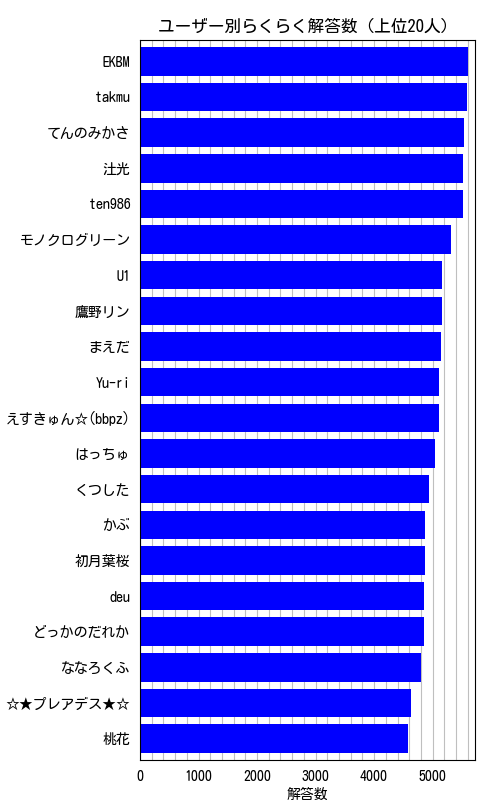 ユーザー別らくらく解答数（上位20人）
EKBM
takmu
てんのみかさ
汢光
ten986
モノクログリーン
U1
鷹野リン
まえだ
Yu-ri
えすきゅん☆(bbpz)
はっちゅ
くつした
かぶ
初月葉桜
deu
どっかのだれか
ななろくふ
☆★プレアデス★☆
桃花
0 1000 2000 3000 4000 5000
解答数